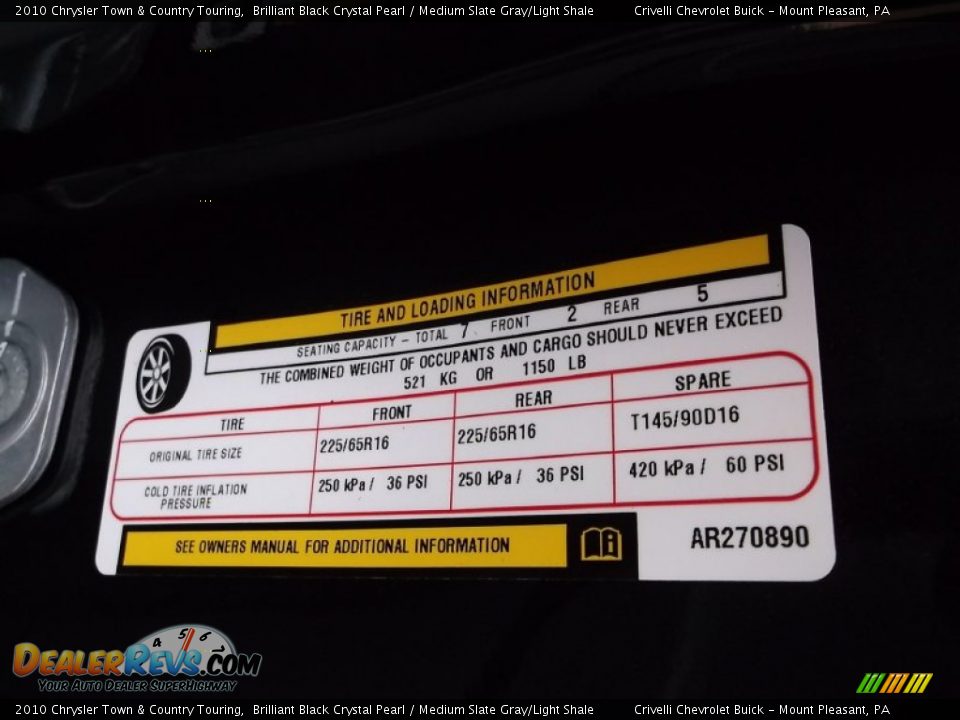 2010 Chrysler Town & Country Touring,  Brilliant Black Crystal Pearl / Medium Slate Gray/Light Shale Crivelli Chevrolet Buick - Mount Pleasant, PA
...
...
TIRE AND LOADING INFORMATION
SEATING CAPACITY - TOTAL 7 FRONT 2 REAR 5
THE COMBINED WEIGHT OF OCCUPANTS AND CARGO SHOULD NEVER EXCEED
521 KG OR 1150 LB
TIRE FRONT REAR SPARE
ORIGINAL TIRE SIZE 225/65R16 225/65R16 T145/90D16
COLD TIRE INFLATION PRESSURE 250 kPa / 36 PSI 250 kPa / 36 PSI 420 kPa / 60 PSI
SEE OWNERS MANUAL FOR ADDITIONAL INFORMATION
AR270890
4 5 6
DEALERREVS.COM
YOUR AUTO DEALER SUPERHIGHWAY
2010 Chrysler Town & Country Touring,  Brilliant Black Crystal Pearl / Medium Slate Gray/Light Shale Crivelli Chevrolet Buick - Mount Pleasant, PA